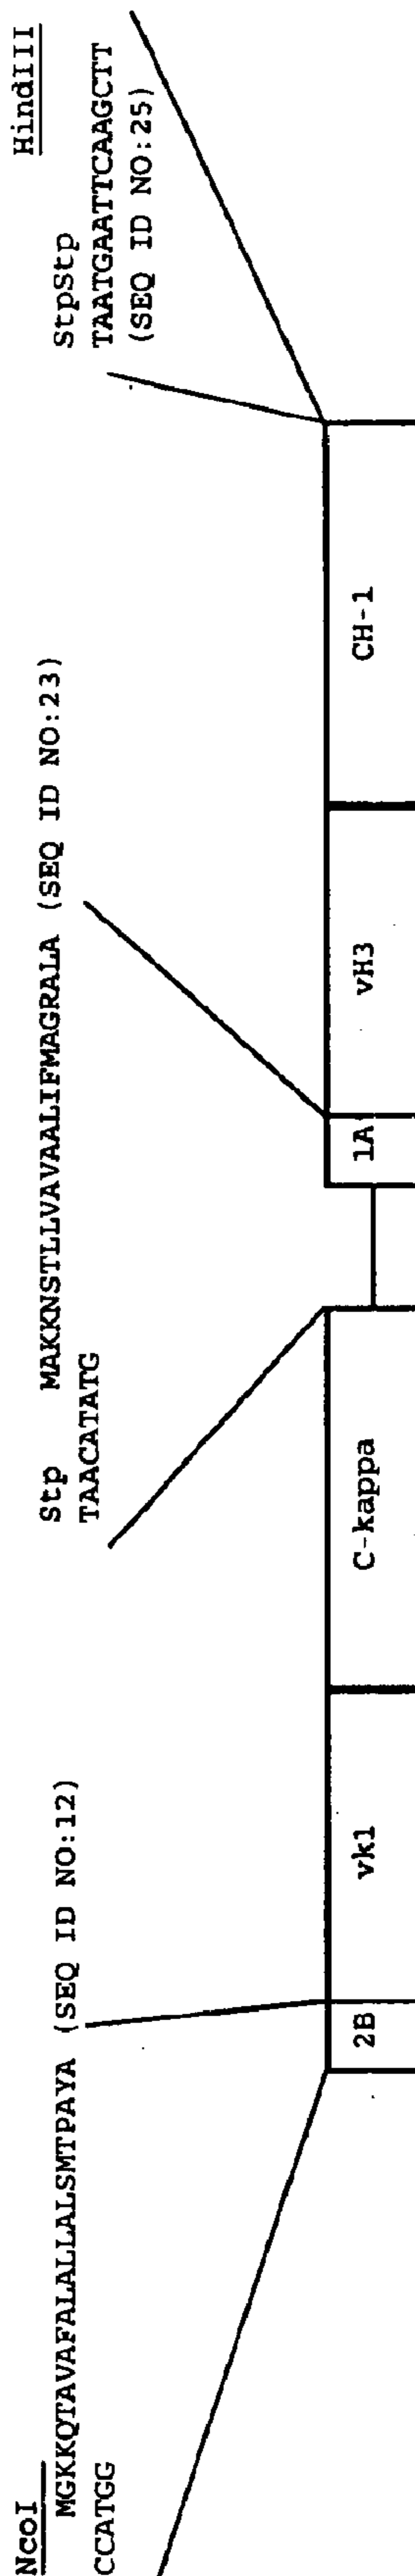 NcoI
MGKKQTAVAFALALLALSMTPAYA (SEQ ID NO:12)
CCATGG
Stp MAKKNSTLLVAVAALIFMAGRALA (SEQ ID NO:23)
TAACATATG
HindIII
StpStp
TAATGAATTCAAGCTT
(SEQ ID NO:25)
2B
vk1
C-kappa
1A
vH3
CH-1